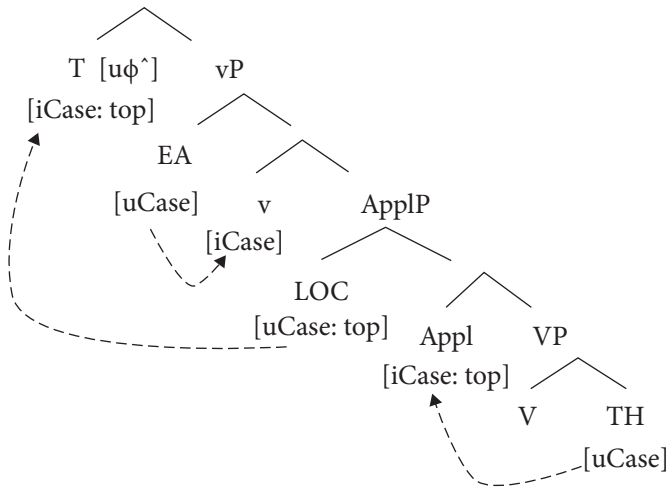 T [uϕ^] vP
[iCase: top]
EA
[uCase] v ApplP
[iCase]
LOC
[uCase: top] Appl VP
[iCase: top]
V TH
[uCase]